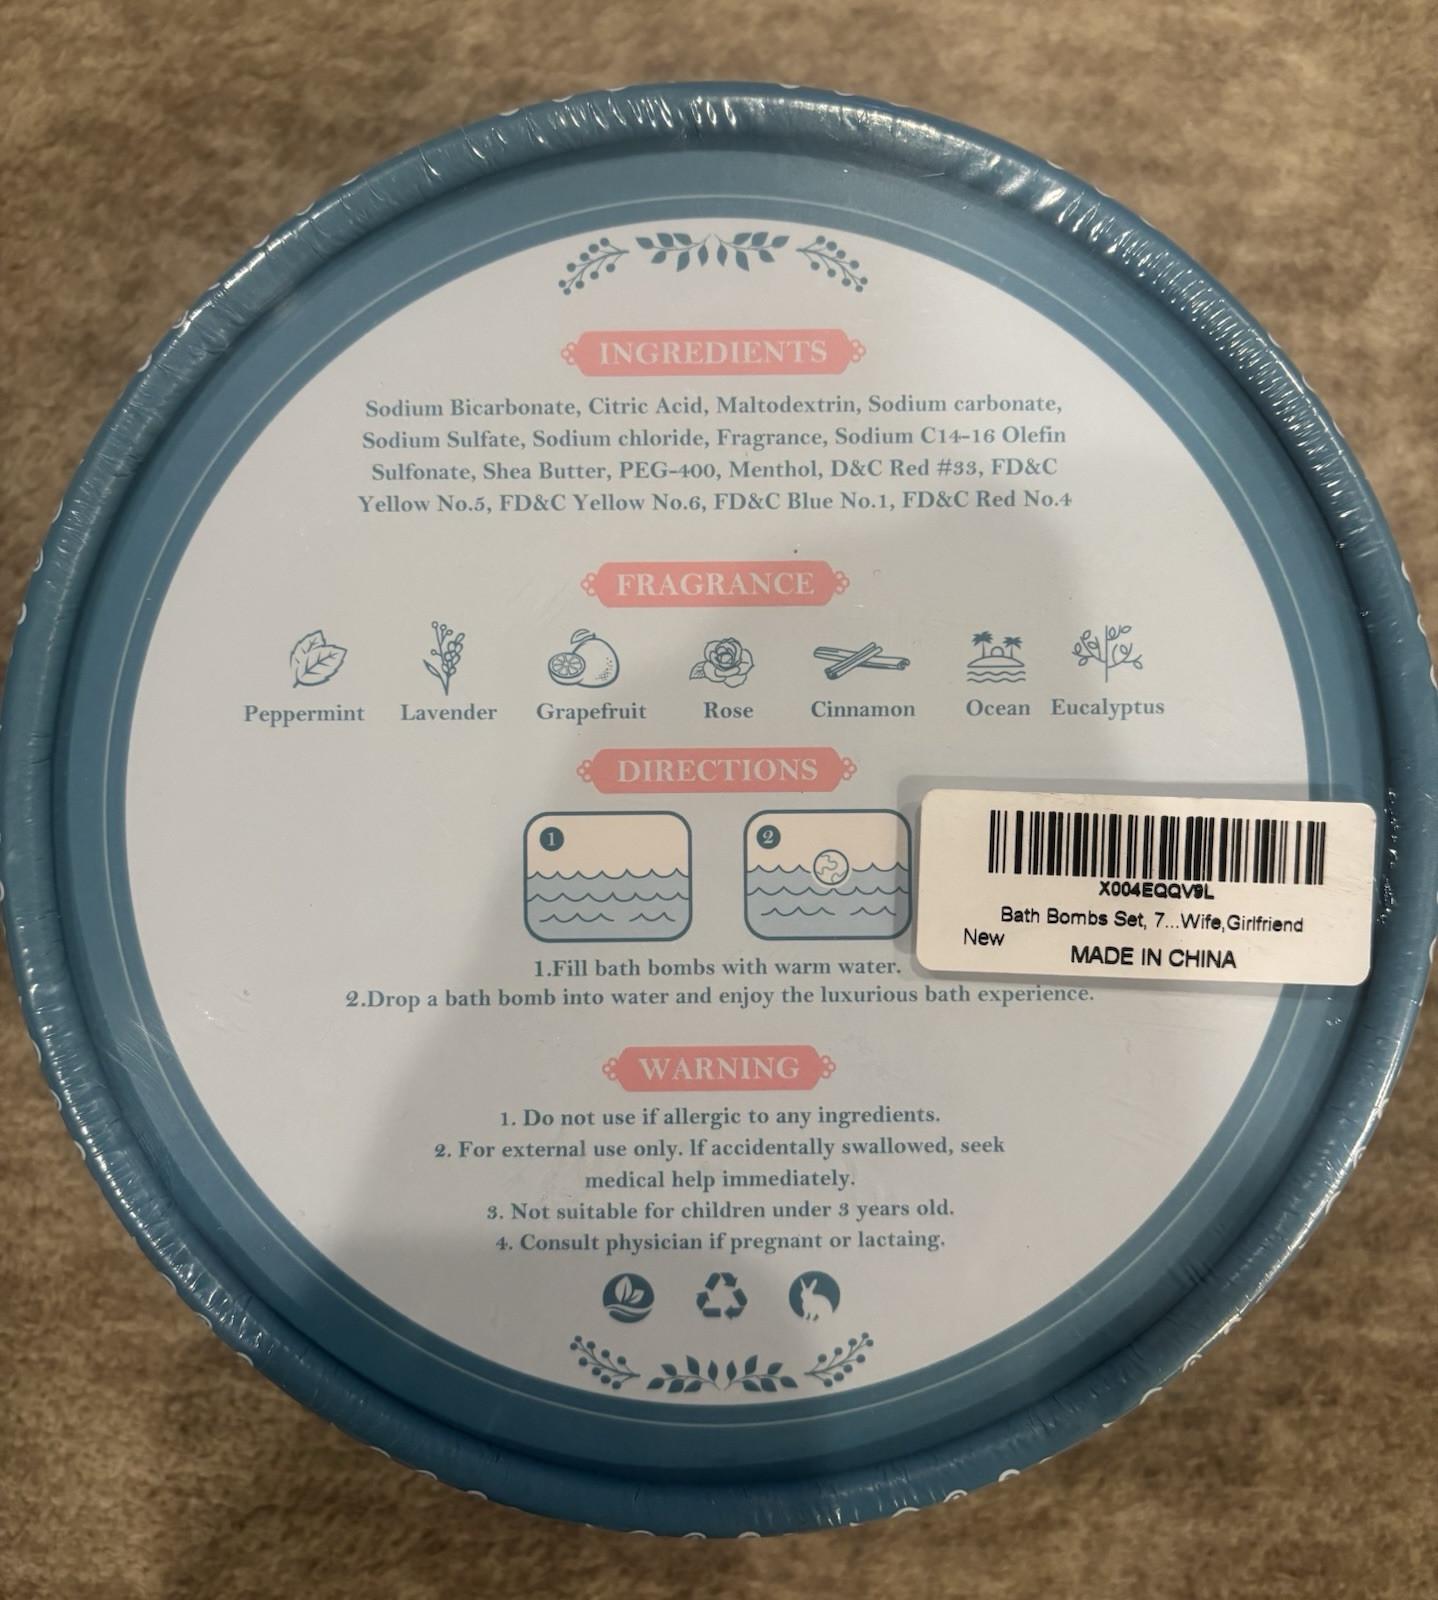 INGREDIENTS
Sodium Bicarbonate, Citric Acid, Maltodextrin, Sodium carbonate,
Sodium Sulfate, Sodium chloride, Fragrance, Sodium C14-16 Olefin
Sulfonate, Shea Butter, PEG-400, Menthol, D&C Red #33, FD&C
Yellow No.5, FD&C Yellow No.6, FD&C Blue No.1, FD&C Red No.4
FRAGRANCE
Peppermint Lavender Grapefruit Rose Cinnamon Ocean Eucalyptus
DIRECTIONS
1
2
X004EQQV9L
Bath Bombs Set, 7...Wife,Girlfriend
New
MADE IN CHINA
1.Fill bath bombs with warm water.
2.Drop a bath bomb into water and enjoy the luxurious bath experience.
WARNING
1. Do not use if allergic to any ingredients.
2. For external use only. If accidentally swallowed, seek
medical help immediately.
3. Not suitable for children under 3 years old.
4. Consult physician if pregnant or lactaing.